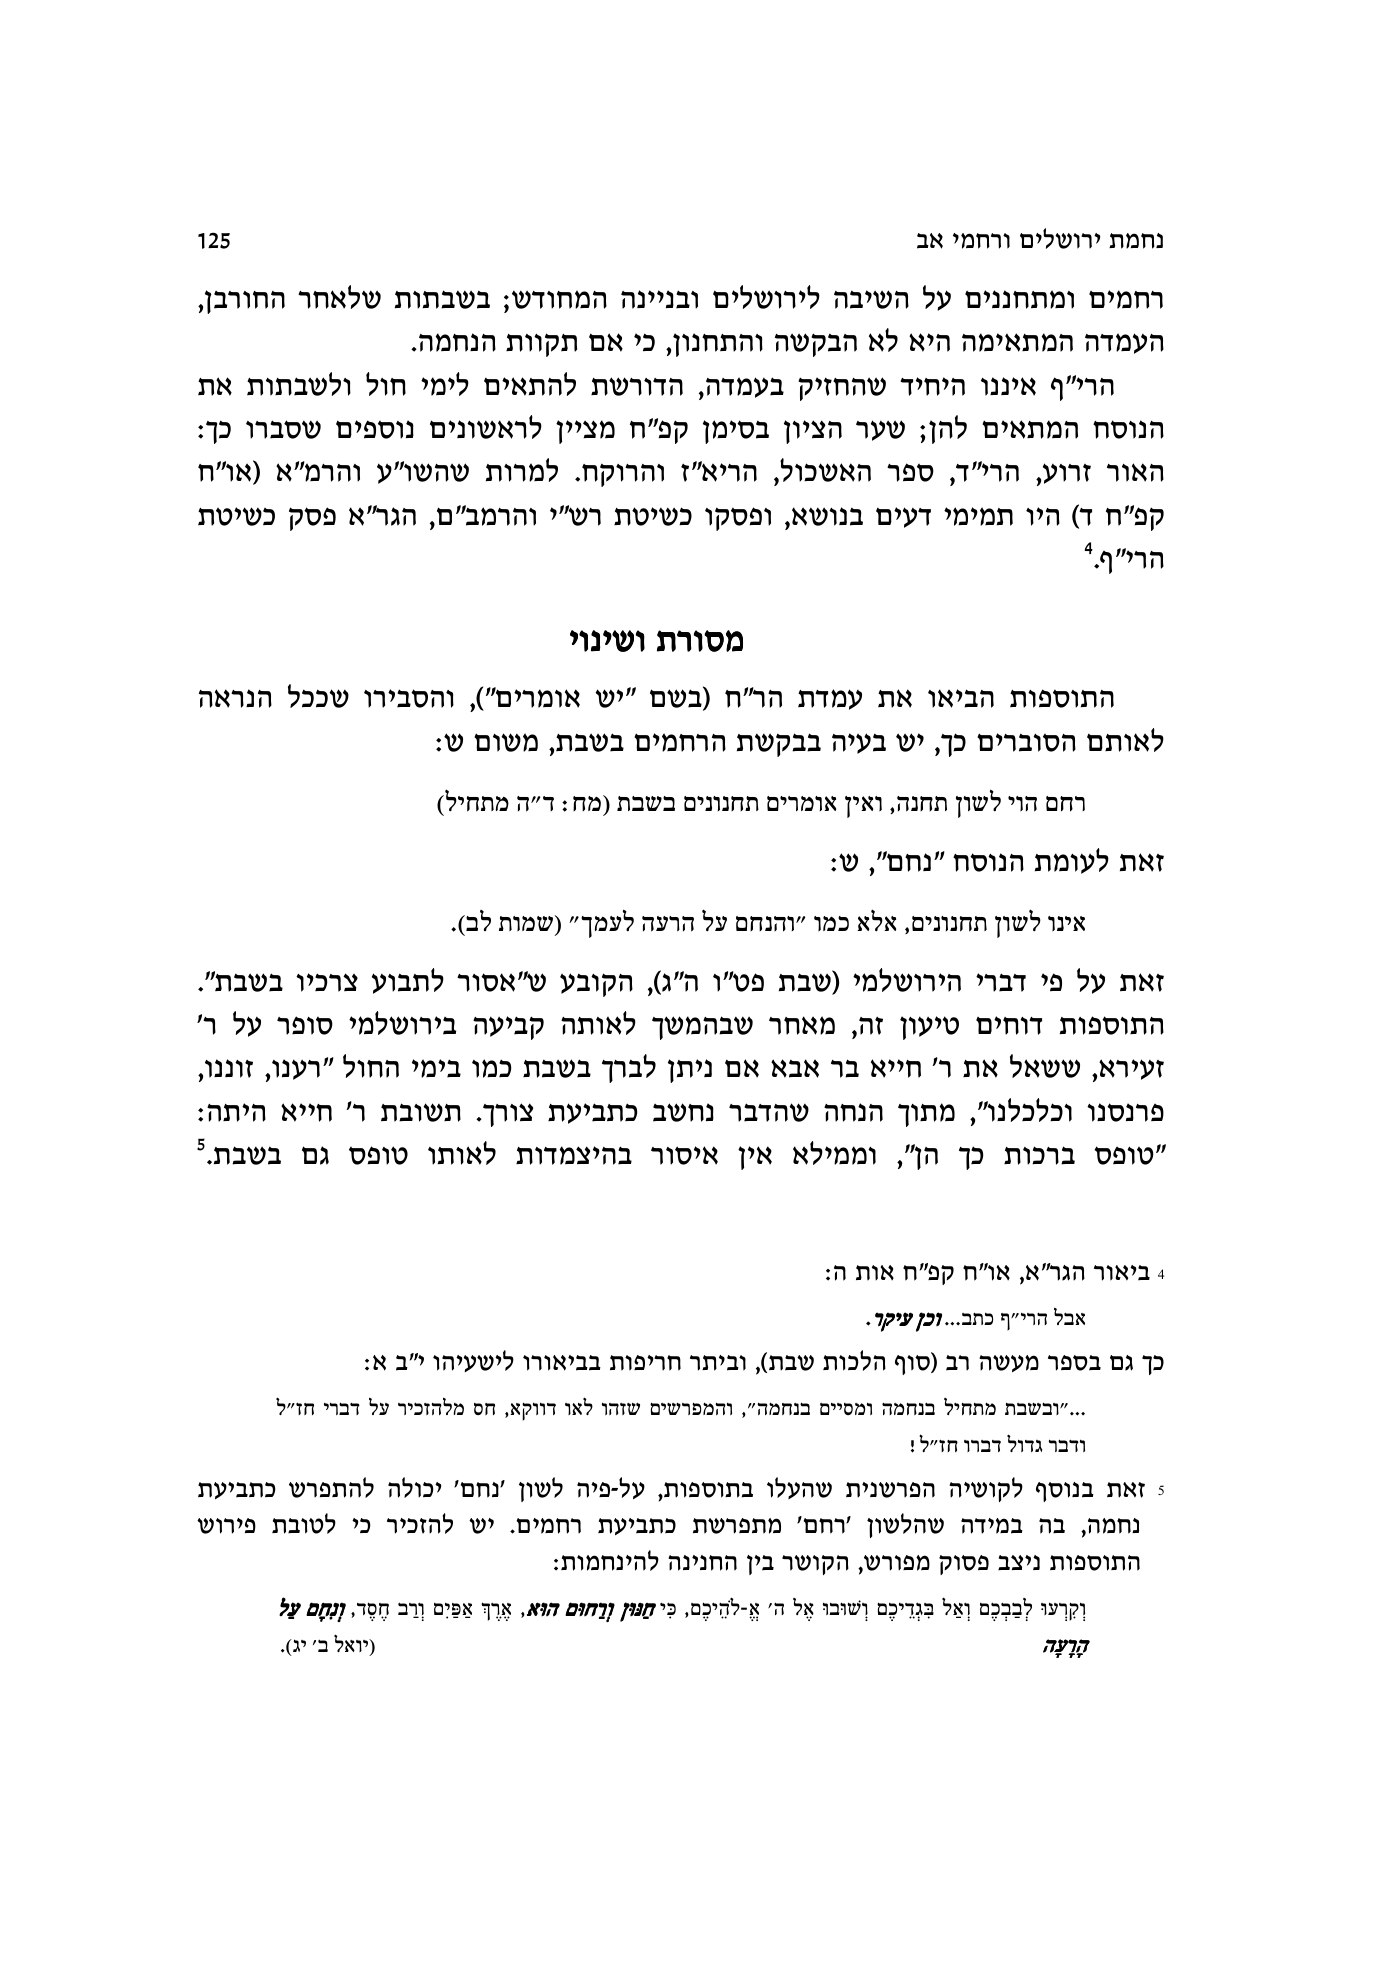 נחמת ירושלים ורחמי אב 125
רחמים ומתחננים על השיבה לירושלים ובניינה המחודש; בשבתות שלאחר החורבן,
העמדה המתאימה היא לא הבקשה והתחנון, כי אם תקוות הנחמה.
הרי"ף איננו היחיד שהחזיק בעמדה, הדורשת להתאים לימי חול ולשבתות את
הנוסח המתאים להן; שער הציון בסימן קפ"ח מציין לראשונים נוספים שסברו כך:
האור זרוע, הרי"ד, ספר האשכול, הריא"ז והרוקח. למרות שהשו"ע והרמ"א (או"ח
קפ"ח ד) היו תמימי דעים בנושא, ופסקו כשיטת רש"י והרמב"ם, הגר"א פסק כשיטת
הרי"ף.4
מסורת ושינוי
התוספות הביאו את עמדת הר"ח (בשם "יש אומרים"), והסבירו שככל הנראה
לאותם הסוברים כך, יש בעיה בבקשת הרחמים בשבת, משום ש:
רחם הוי לשון תחנה, ואין אומרים תחנונים בשבת (מח: ד"ה מתחיל)
זאת לעומת הנוסח "נחם", ש:
אינו לשון תחנונים, אלא כמו "והנחם על הרעה לעמך" (שמות לב).
זאת על פי דברי הירושלמי (שבת פט"ו ה"ג), הקובע ש"אסור לתבוע צרכיו בשבת".
התוספות דוחים טיעון זה, מאחר שבהמשך לאותה קביעה בירושלמי סופר על ר'
זעירא, ששאל את ר' חייא בר אבא אם ניתן לברך בשבת כמו בימי החול "רענו, זוננו,
פרנסנו וכלכלנו", מתוך הנחה שהדבר נחשב כתביעת צורך. תשובת ר' חייא היתה:
"טופס ברכות כך הן", וממילא אין איסור בהיצמדות לאותו טופס גם בשבת.5
4 ביאור הגר"א, או"ח קפ"ח אות ה:
אבל הרי"ף כתב...וכן עיקר.
כך גם בספר מעשה רב (סוף הלכות שבת), וביתר חריפות בביאורו לישעיהו י"ב א:
..."ובשבת מתחיל בנחמה ומסיים בנחמה", והמפרשים שזהו לאו דווקא, חס מלהזכיר על דברי חז"ל
ודבר גדול דברו חז"ל!
5 זאת בנוסף לקושיה הפרשנית שהעלו בתוספות, על-פיה לשון 'נחם' יכולה להתפרש כתביעת
נחמה, בה במידה שהלשון 'רחם' מתפרשת כתביעת רחמים. יש להזכיר כי לטובת פירוש
התוספות ניצב פסוק מפורש, הקושר בין החנינה להינחמות:
וְקִרְעוּ לְבַבְכֶם וְאַל בִּגְדֵיכֶם וְשׁוּבוּ אֶל ה' אֱ-לֹהֵיכֶם, כִּי חַנּוּן וְרַחוּם הוּא, אֶרֶךְ אַפַּיִם וְרַב חֶסֶד, וְנִחָם עַל
הָרָעָה (יואל ב' יג).